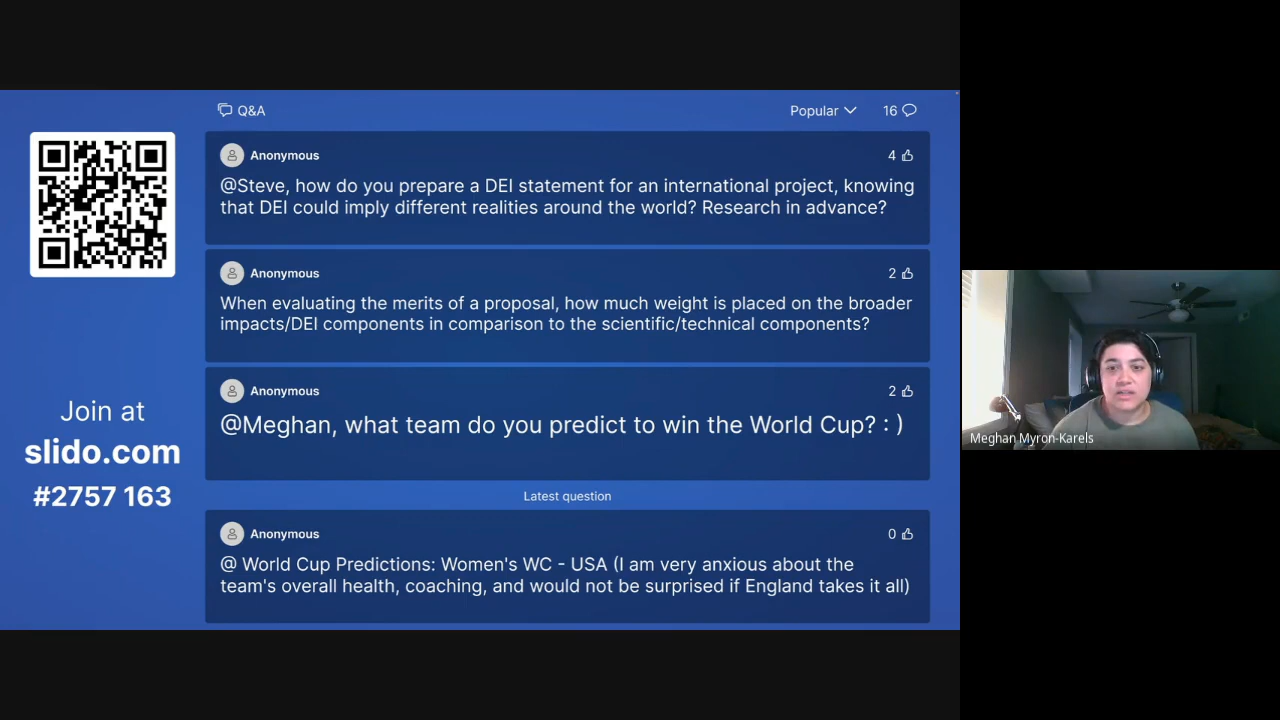 Q&A
Popular
16
Anonymous
4
@Steve, how do you prepare a DEI statement for an international project, knowing
that DEI could imply different realities around the world? Research in advance?
Anonymous
2
When evaluating the merits of a proposal, how much weight is placed on the broader
impacts/DEI components in comparison to the scientific/technical components?
Anonymous
2
@Meghan, what team do you predict to win the World Cup? : )
Latest question
Anonymous
0
@ World Cup Predictions: Women's WC - USA (I am very anxious about the
team's overall health, coaching, and would not be surprised if England takes it all)
Join at
slido.com
#2757 163
Meghan Myron-Karels